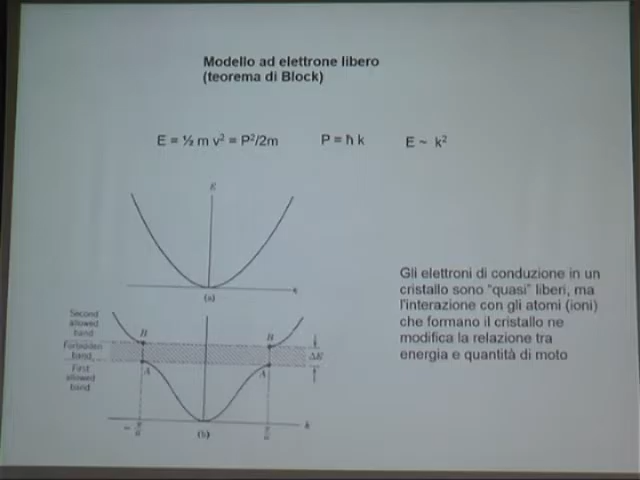 Modello ad elettrone libero
(teorema di Block)
E = ½ m v² = P²/2m P = ħ k E ~ k²
E
k
(a)
Gli elettroni di conduzione in un
cristallo sono "quasi" liberi, ma
l'interazione con gli atomi (ioni)
che formano il cristallo ne
modifica la relazione tra
energia e quantità di moto
Second
allowed
band
Forbidden
band
First
allowed
band
B
B
A
A
ΔE
k
(b)